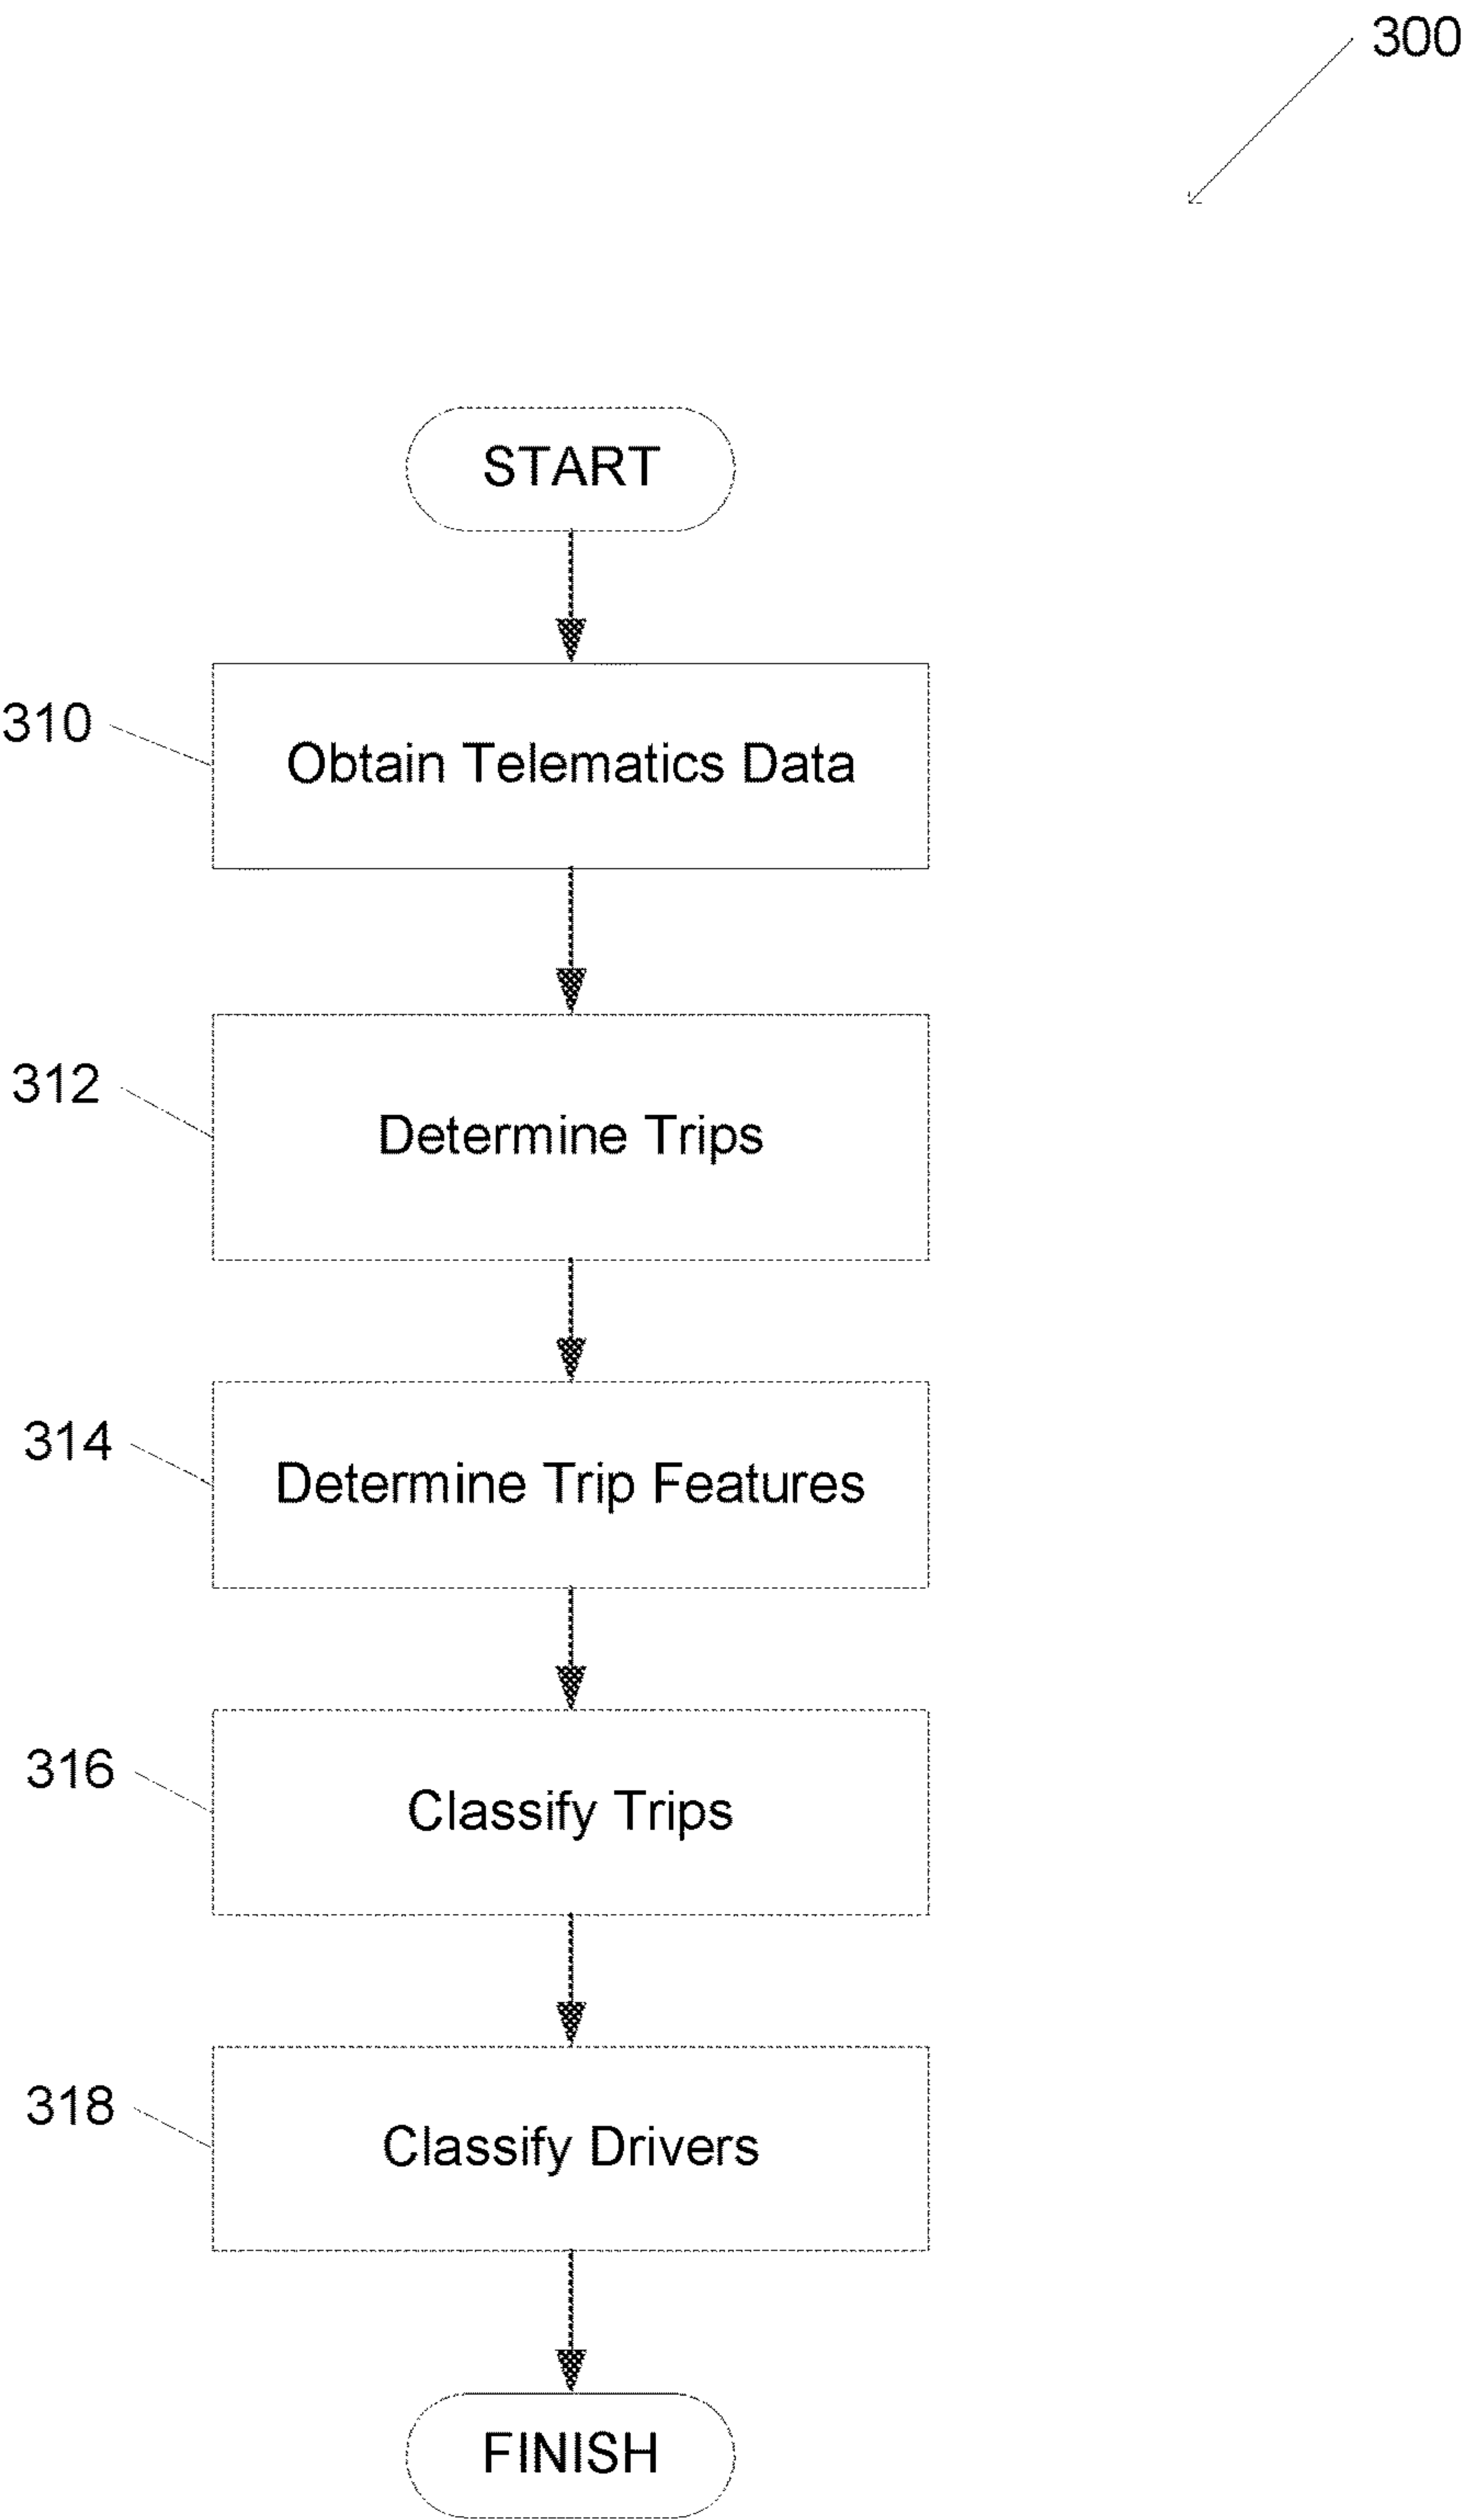 300
START
310
Obtain Telematics Data
312
Determine Trips
314
Determine Trip Features
316
Classify Trips
318
Classify Drivers
FINISH